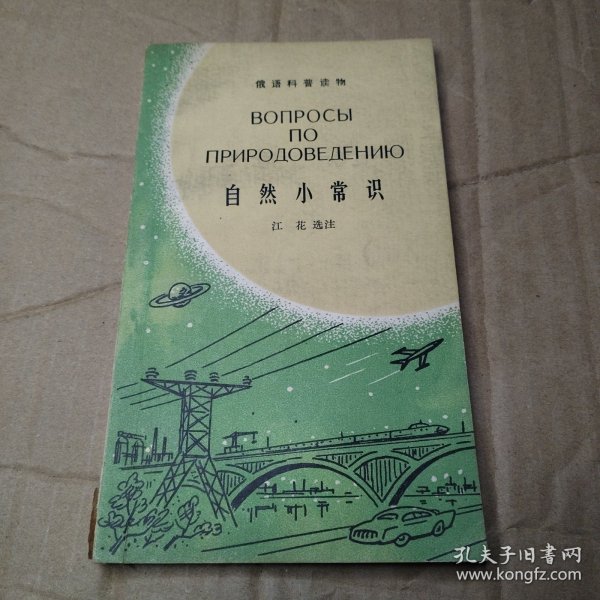 俄语科普读物
ВОПРОСЫ
ПО
ПРИРОДОВЕДЕНИЮ
自然小常识
江花选注
孔夫子旧书网
www.kongfz.com